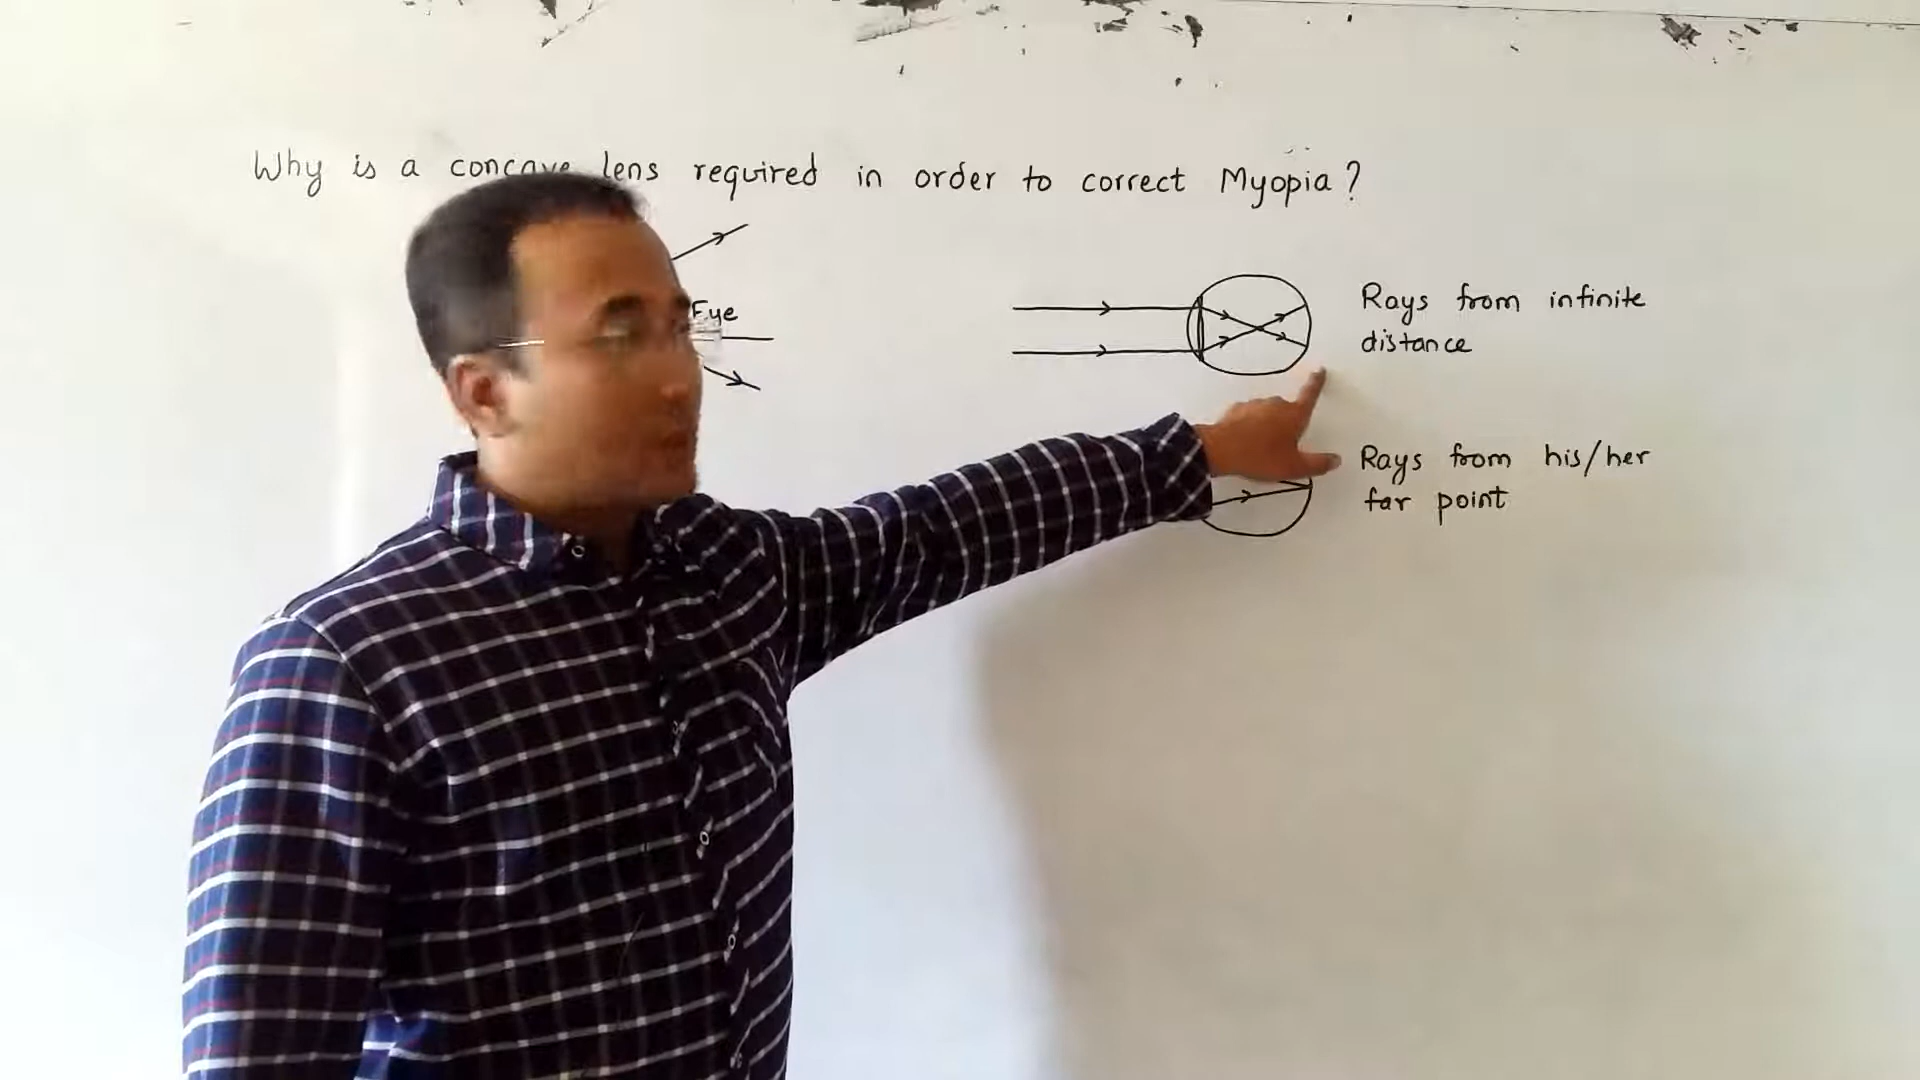 Why is a concave lens required in order to correct Myopia?
Eye
Rays from infinite
distance
Rays from his/her
far point